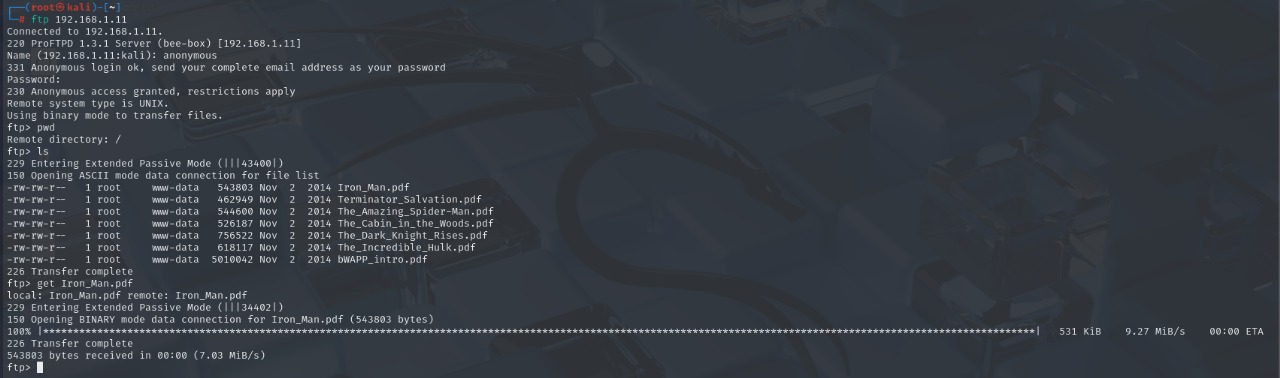 ┌──(root㉿kali)-[~]
└─# ftp 192.168.1.11
Connected to 192.168.1.11.
220 ProFTPD 1.3.1 Server (bee-box) [192.168.1.11]
Name (192.168.1.11:kali): anonymous
331 Anonymous login ok, send your complete email address as your password
Password:
230 Anonymous access granted, restrictions apply
Remote system type is UNIX.
Using binary mode to transfer files.
ftp> pwd
Remote directory: /
ftp> ls
229 Entering Extended Passive Mode (|||43400|)
150 Opening ASCII mode data connection for file list
-rw-rw-r--   1 root     www-data   543803 Nov  2  2014 Iron_Man.pdf
-rw-rw-r--   1 root     www-data   462949 Nov  2  2014 Terminator_Salvation.pdf
-rw-rw-r--   1 root     www-data   544600 Nov  2  2014 The_Amazing_Spider-Man.pdf
-rw-rw-r--   1 root     www-data   526187 Nov  2  2014 The_Cabin_in_the_Woods.pdf
-rw-rw-r--   1 root     www-data   756522 Nov  2  2014 The_Dark_Knight_Rises.pdf
-rw-rw-r--   1 root     www-data   618117 Nov  2  2014 The_Incredible_Hulk.pdf
-rw-rw-r--   1 root     www-data  5010042 Nov  2  2014 bWAPP_intro.pdf
226 Transfer complete
ftp> get Iron_Man.pdf
local: Iron_Man.pdf remote: Iron_Man.pdf
229 Entering Extended Passive Mode (|||34402|)
150 Opening BINARY mode data connection for Iron_Man.pdf (543803 bytes)
100% |*********************************************************************************************************************************************************************|   531 KiB    9.27 MiB/s    00:00 ETA
226 Transfer complete
543803 bytes received in 00:00 (7.03 MiB/s)
ftp>